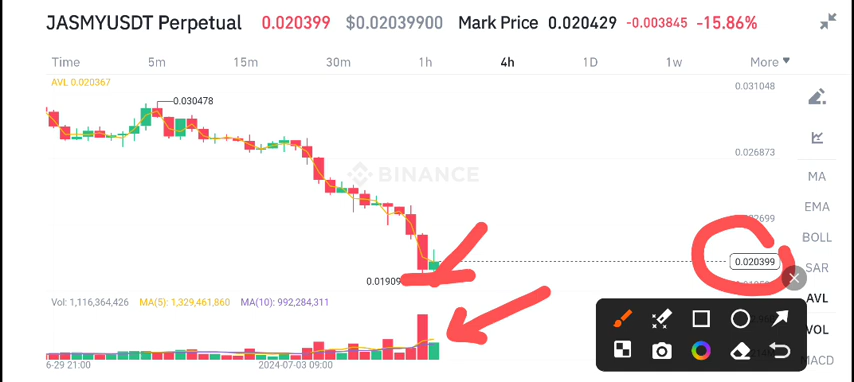 JASMYUSDT Perpetual 0.020399 $0.02039900 Mark Price 0.020429 -0.003845 -15.86%
Time 5m 15m 30m 1h 4h 1D 1w More
AVL 0.020367
0.031048
0.030478
0.026873
BINANCE
MA
EMA
BOLL
SAR
AVL
VOL
MACD
0.020399
0.01909
Vol: 1,116,364,426 MA(5): 1,329,461,860 MA(10): 992,284,311
6-29 21:00 2024-07-03 09:00